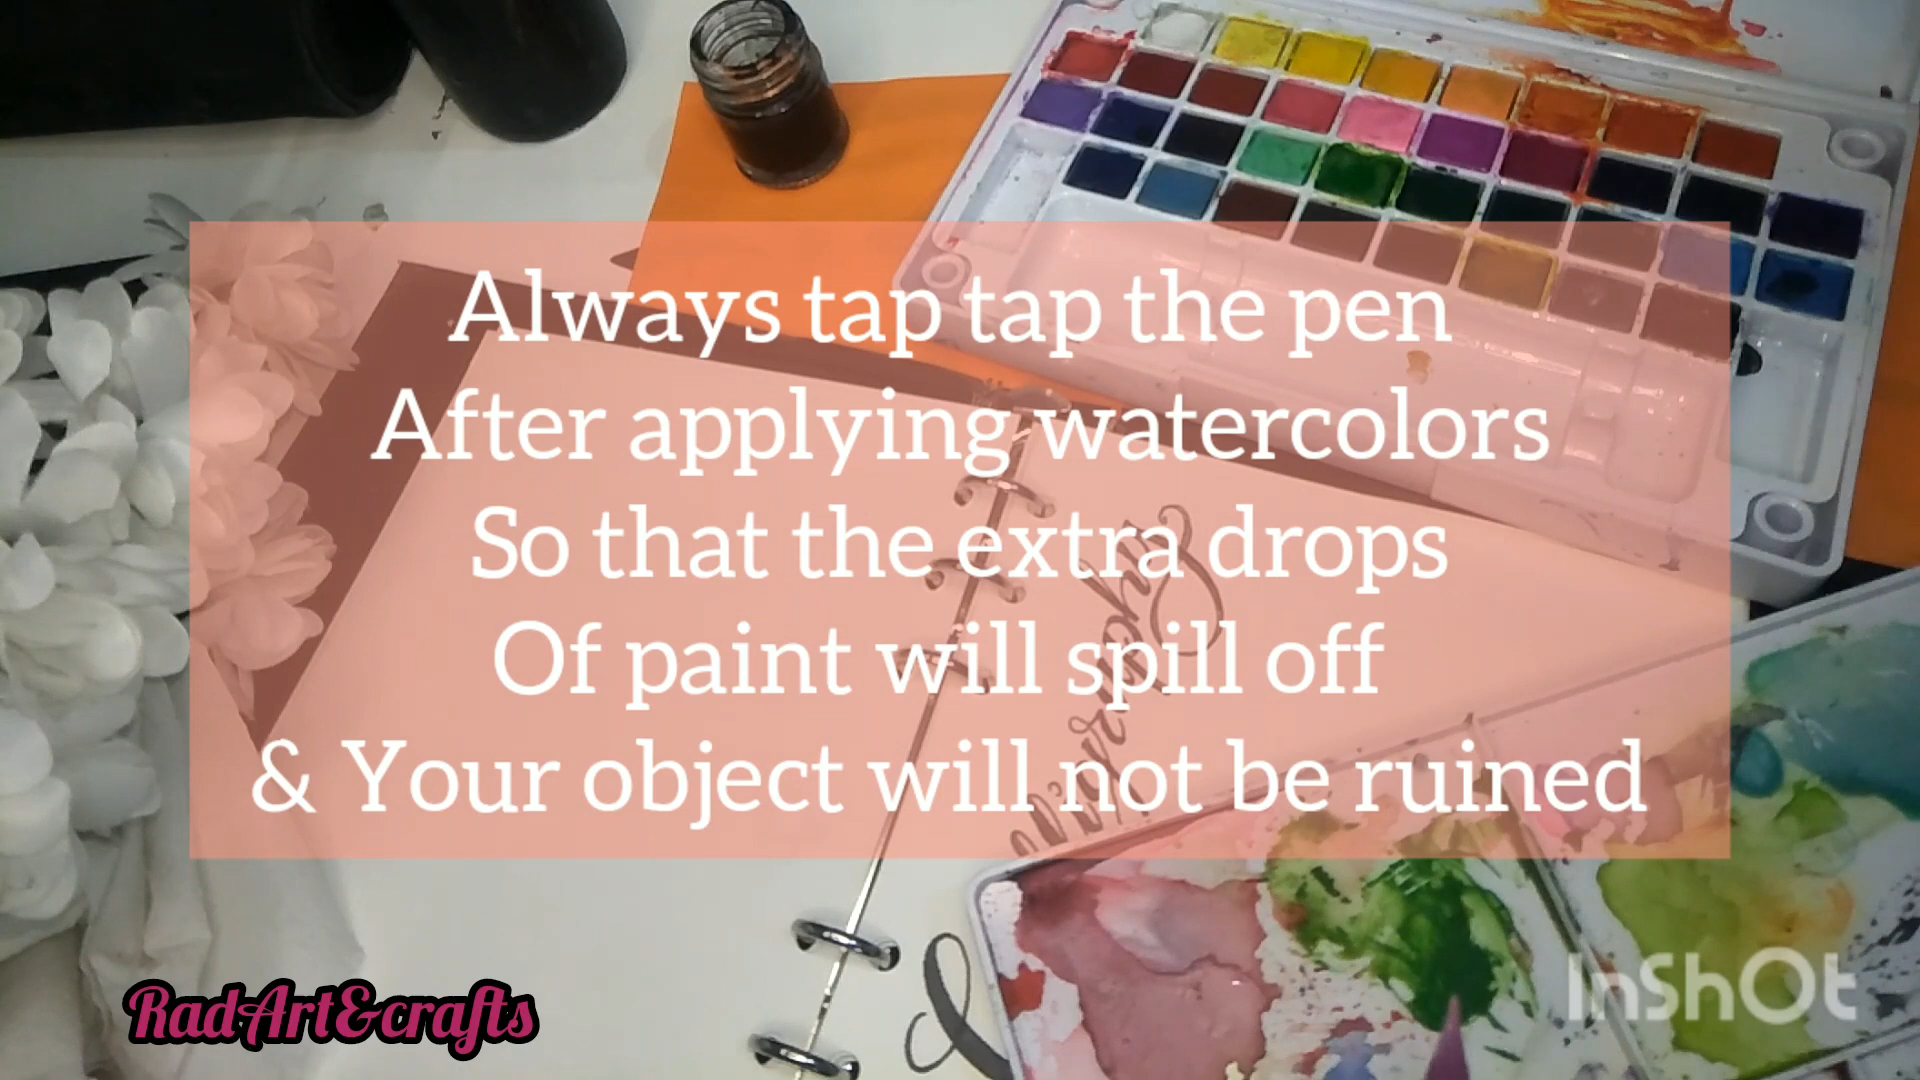 Always tap tap the pen
After applying watercolors
So that the extra drops
Of paint will spill off
& Your object will not be ruined
RadArt&crafts
InShOt